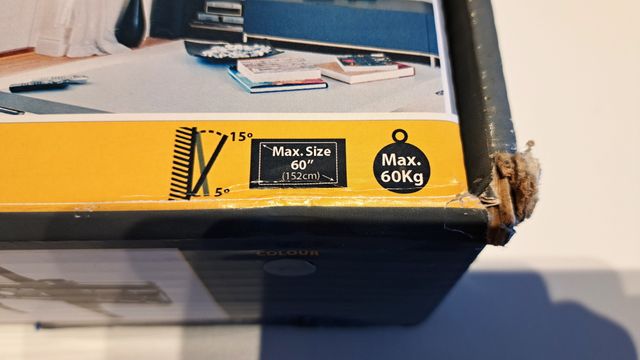 15°
Max. Size
60"
(152cm)
5°
Max.
60Kg
COLOUR